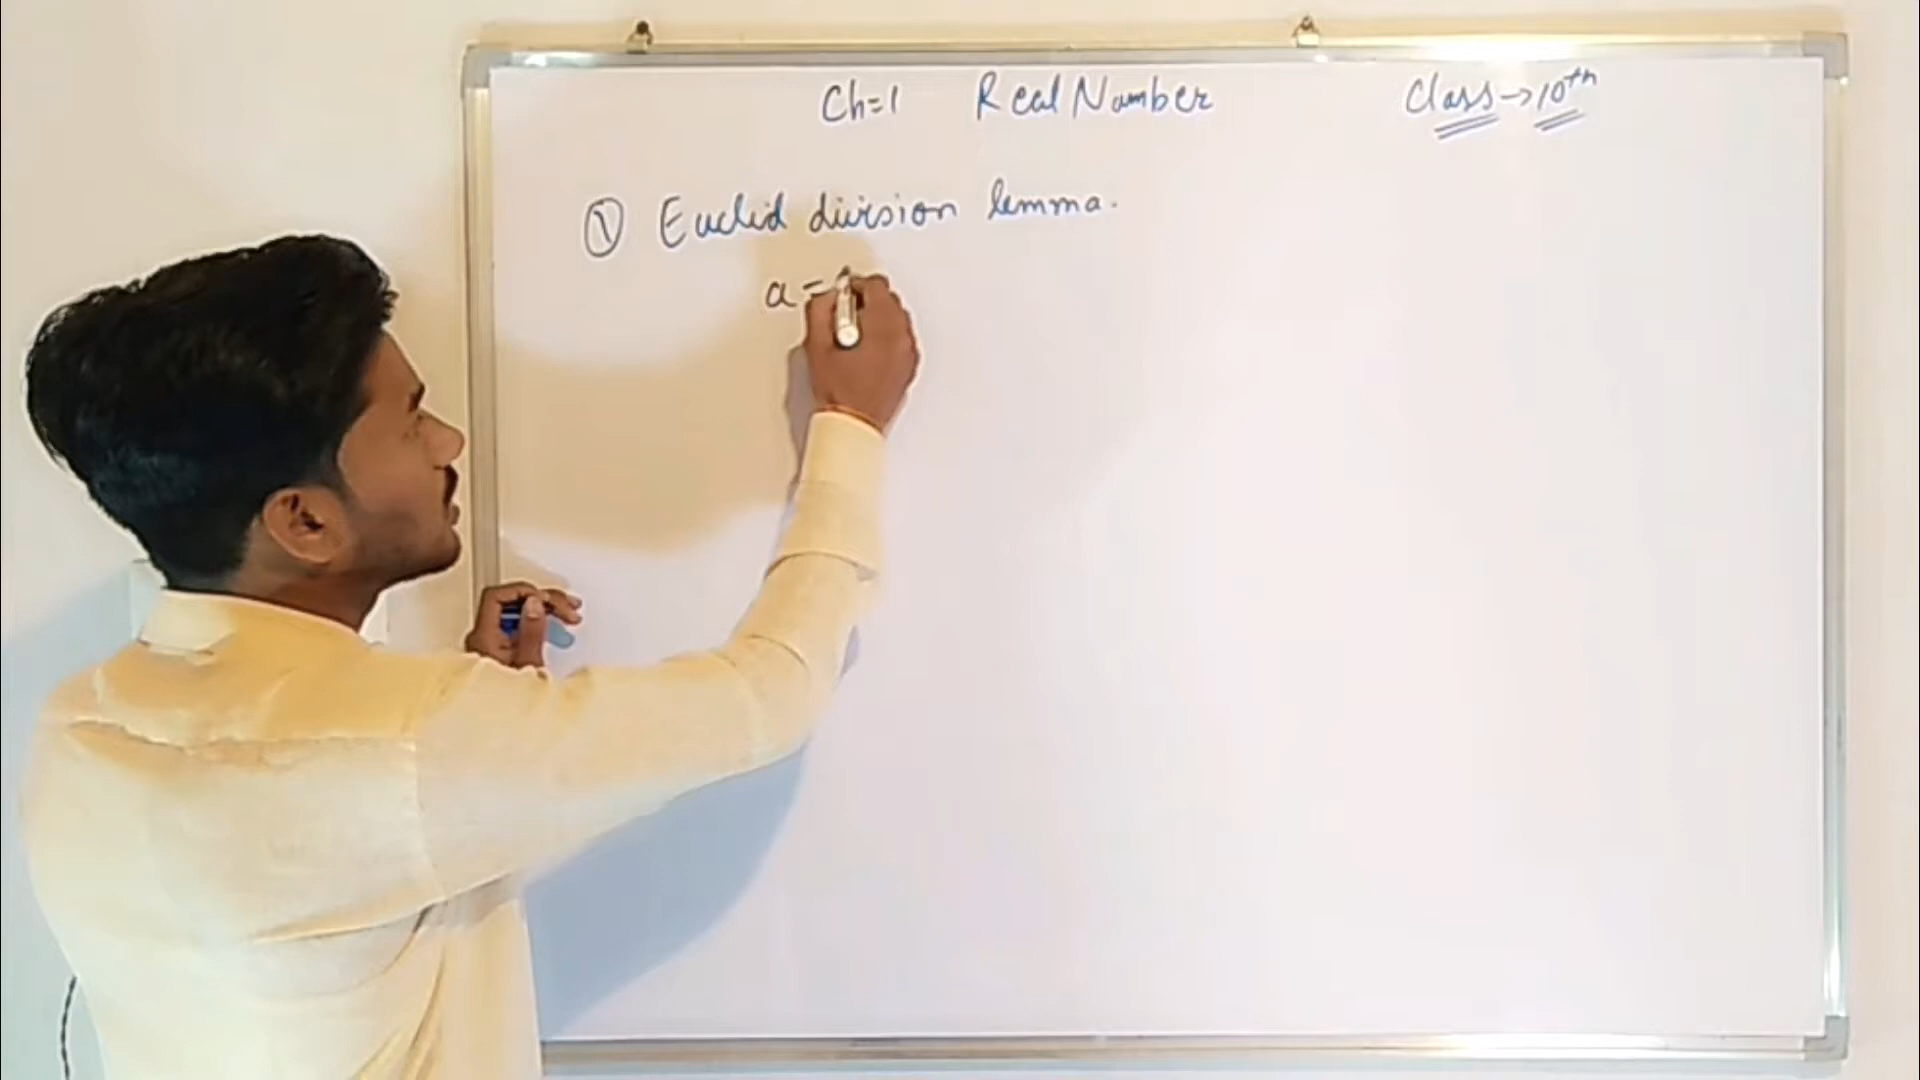 Ch=1 Real Number Class→10th
① Euclid division lemma.
a=